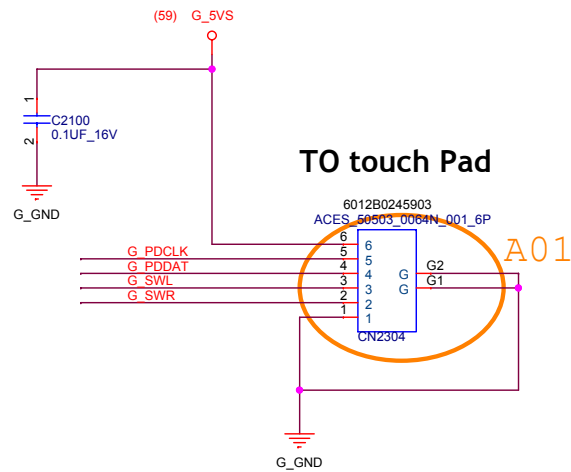 (59) G_5VS
1
C2100
0.1UF_16V
2
G_GND
TO touch Pad
6012B0245903
ACES_50503_0064N_001_6P
A01
6 6
G_PDCLK 5 5
G_PDDAT 4 4 G G2
G_SWL 3 3 G G1
G_SWR 2 2
1 1
CN2304
G_GND